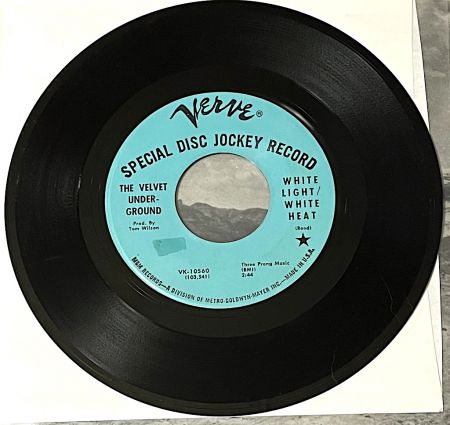 Verve®
SPECIAL DISC JOCKEY RECORD
THE VELVET
UNDER-
GROUND
Prod. By
Tom Wilson
WHITE
LIGHT/
WHITE
HEAT
(Reed)
VK-10560
(103,541)
Three Prong Music
(BMI)
2:44
MGM RECORDS—A DIVISION OF METRO-GOLDWYN-MAYER INC.—MADE IN U.S.A.